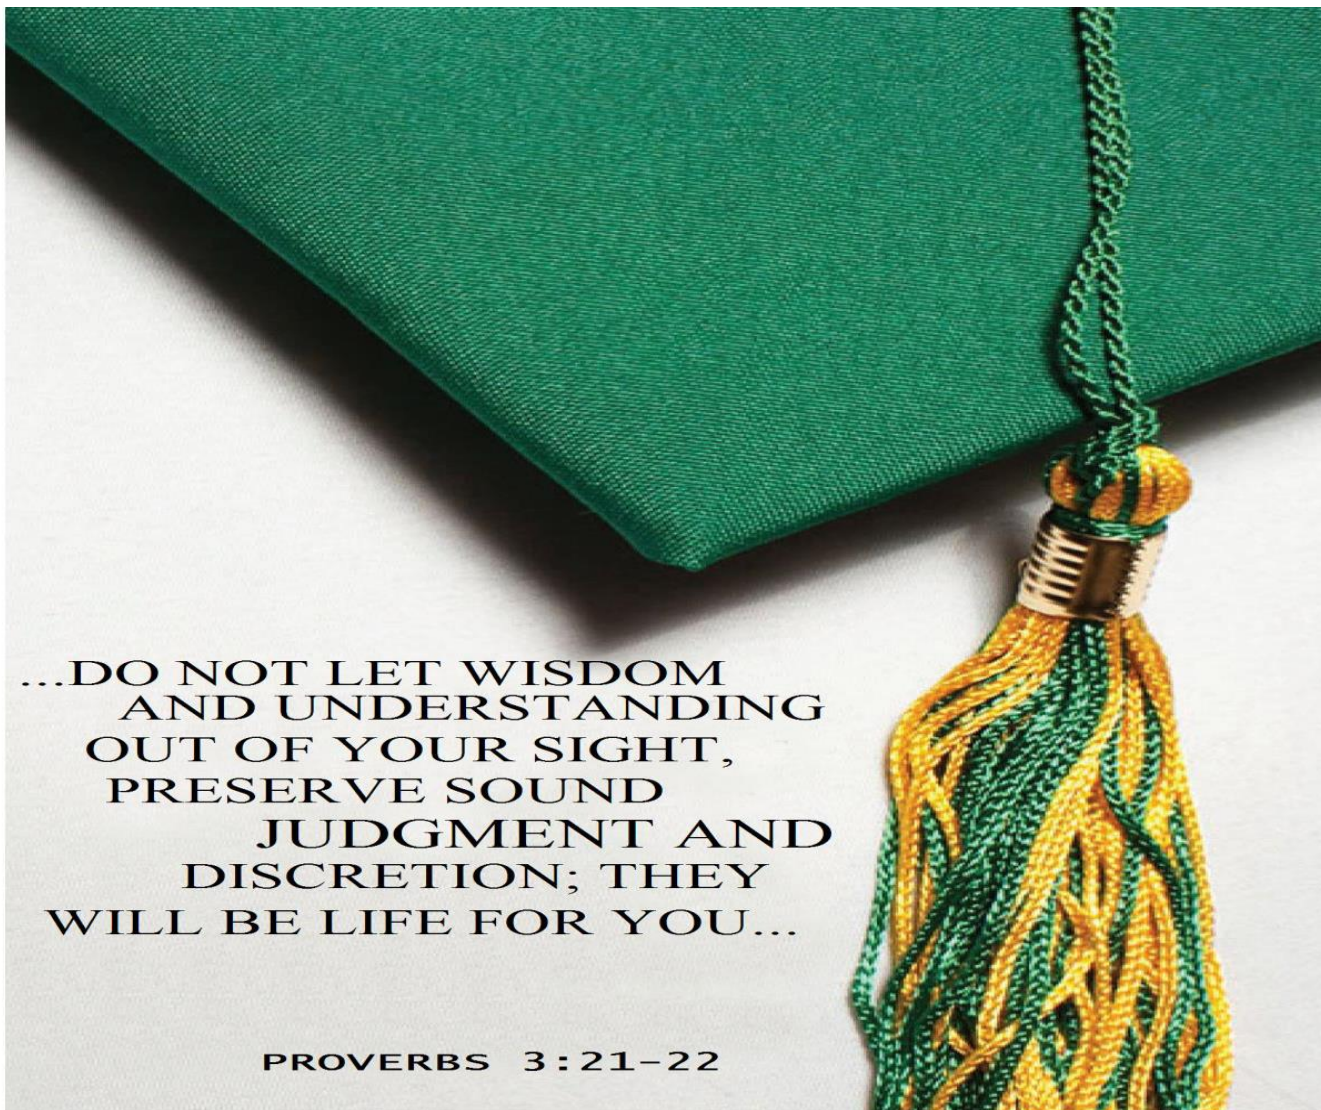 ...DO NOT LET WISDOM
AND UNDERSTANDING
OUT OF YOUR SIGHT,
PRESERVE SOUND
JUDGMENT AND
DISCRETION; THEY
WILL BE LIFE FOR YOU...
PROVERBS 3:21-22